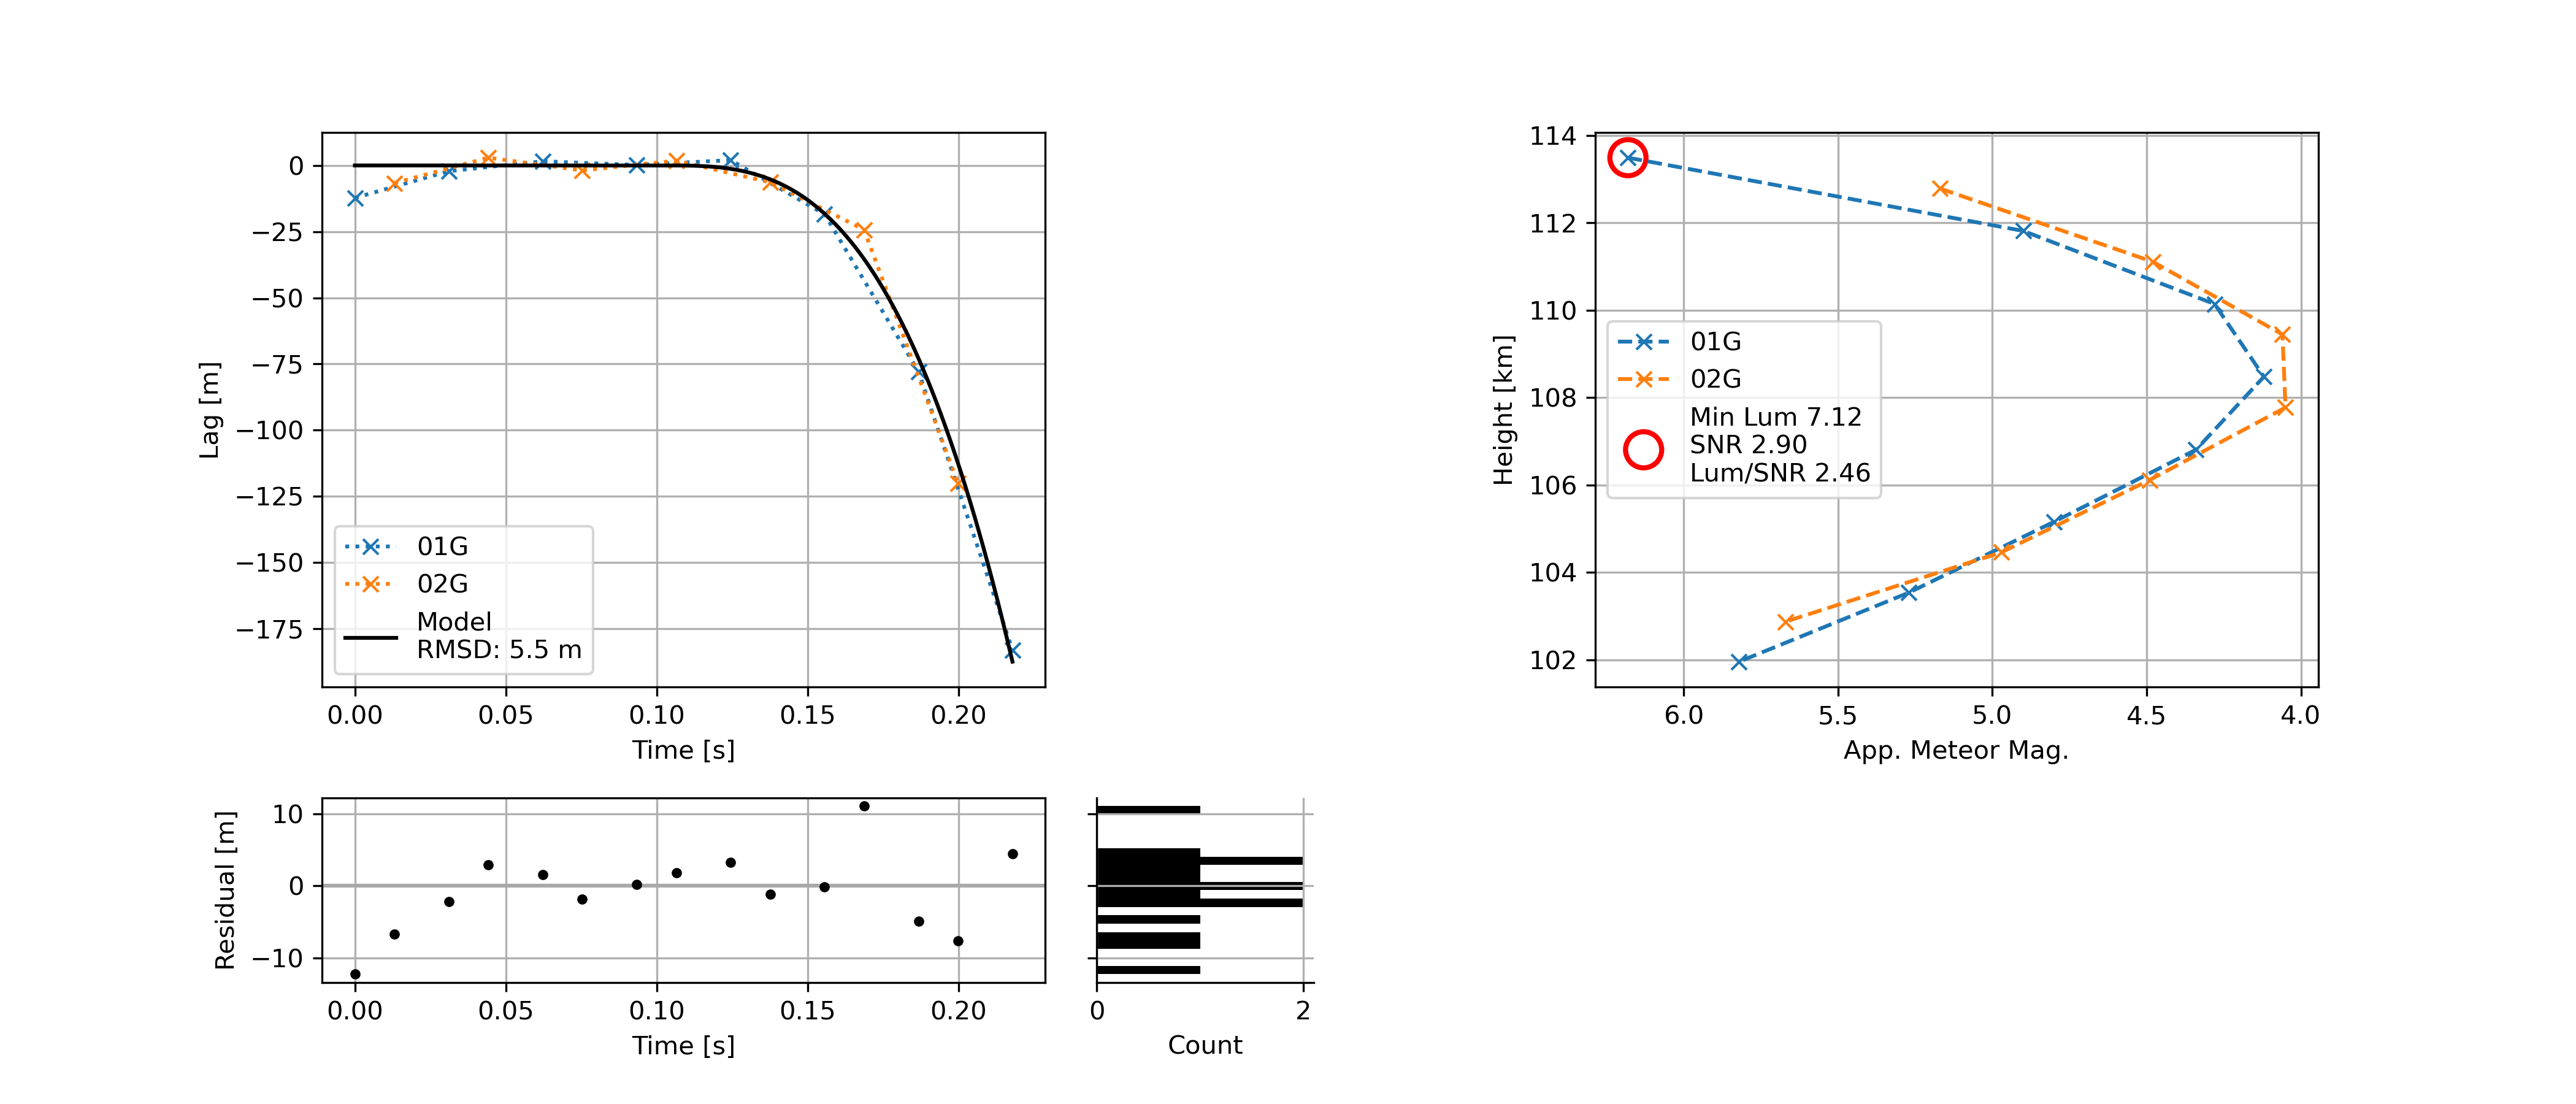 0
−25
−50
−75
−100
−125
−150
−175
Lag [m]
01G
02G
Model
RMSD: 5.5 m
0.00
0.05
0.10
0.15
0.20
Time [s]
114
112
110
108
106
104
102
Height [km]
01G
02G
Min Lum 7.12
SNR 2.90
Lum/SNR 2.46
6.0
5.5
5.0
4.5
4.0
App. Meteor Mag.
10
0
−10
Residual [m]
0.00
0.05
0.10
0.15
0.20
Time [s]
0
2
Count